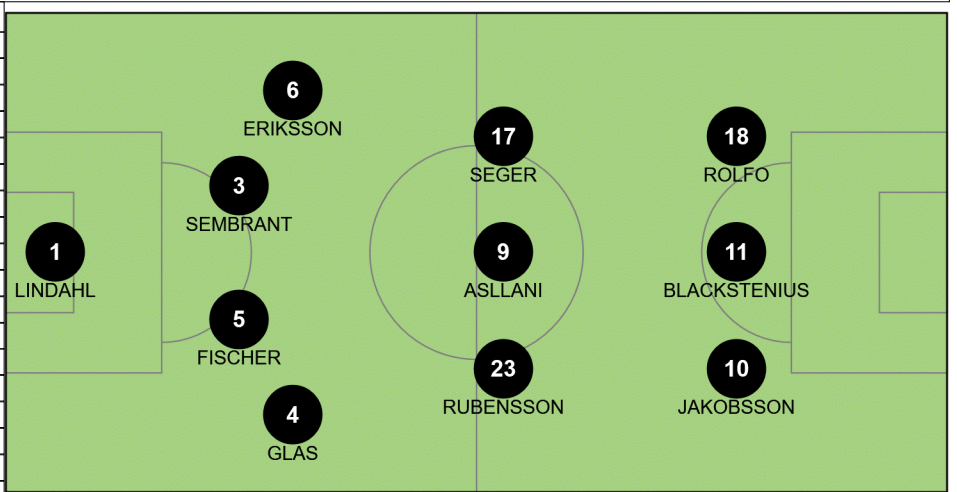 6
ERIKSSON
17
SEGER
18
ROLFO
3
SEMBRANT
1
LINDAHL
9
ASLLANI
11
BLACKSTENIUS
5
FISCHER
23
RUBENSSON
10
JAKOBSSON
4
GLAS